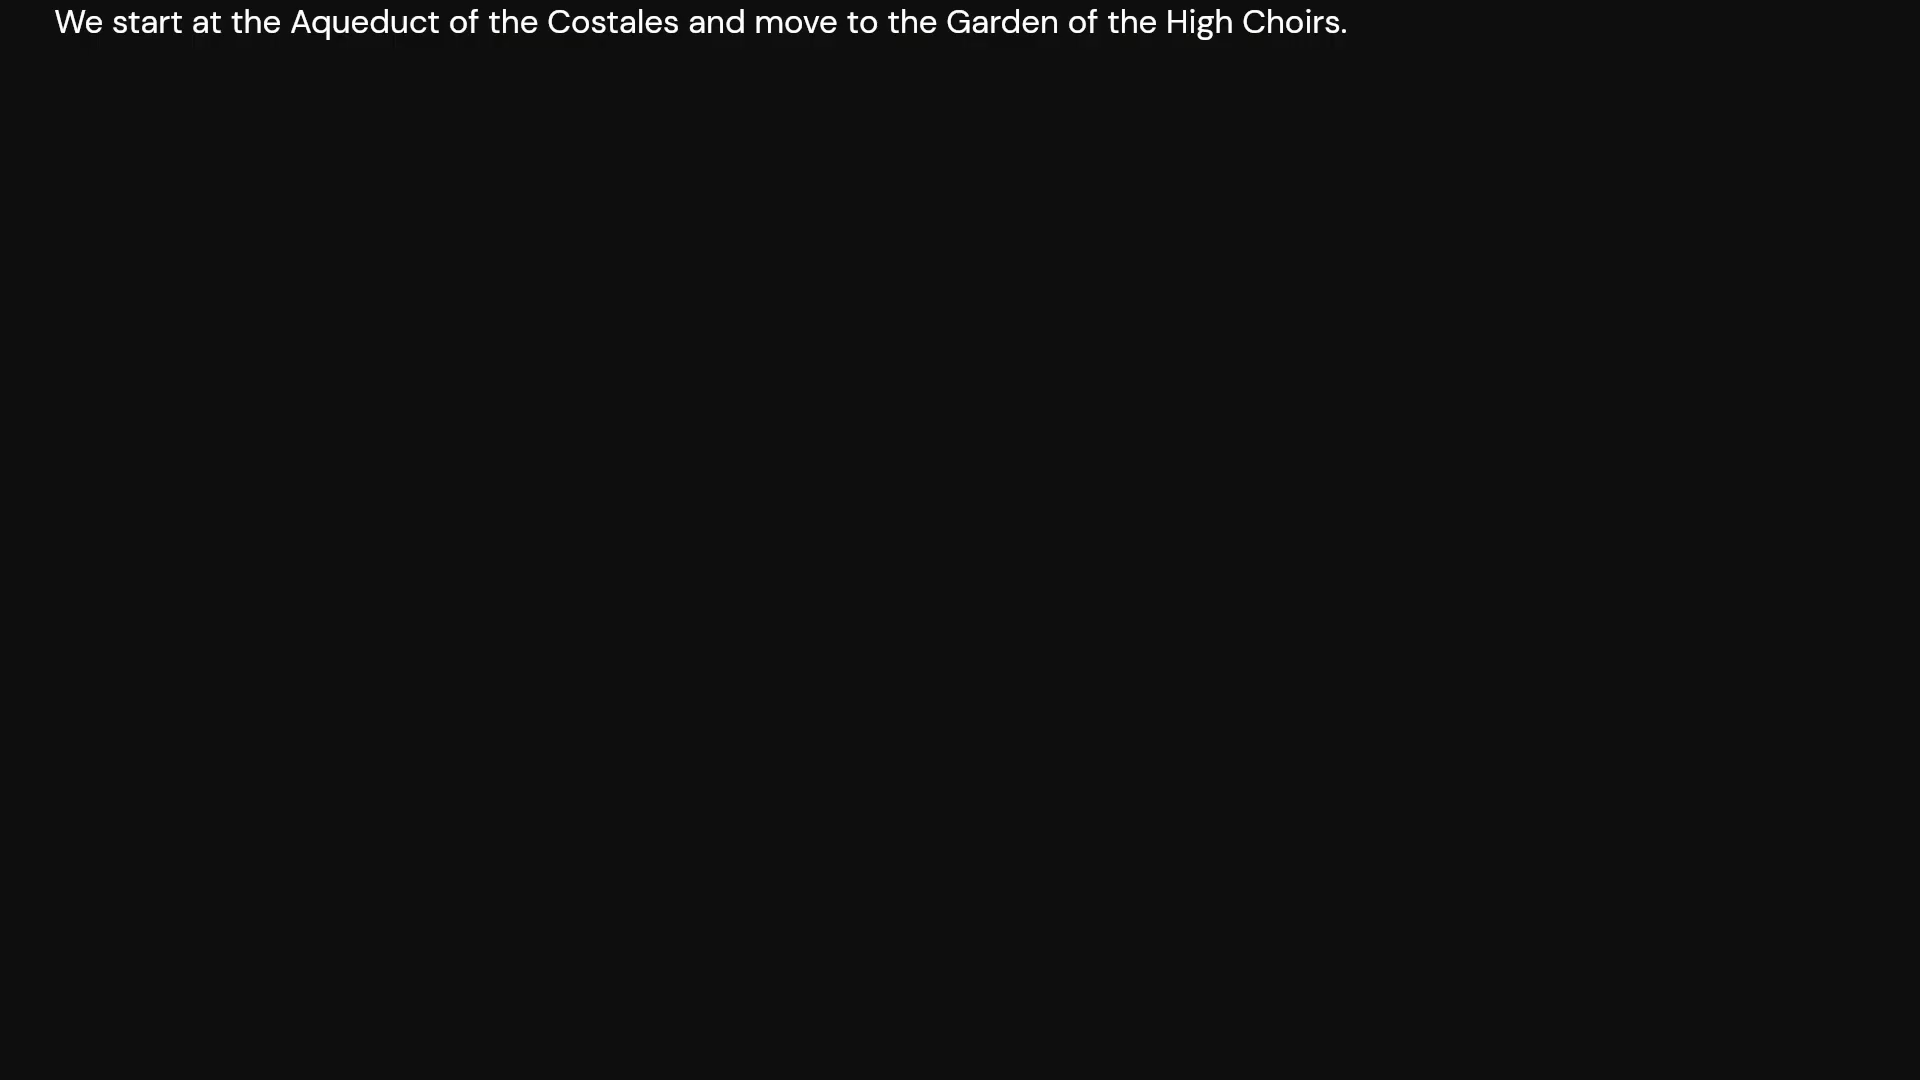 We start at the Aqueduct of the Costales and move to the Garden of the High Choirs.